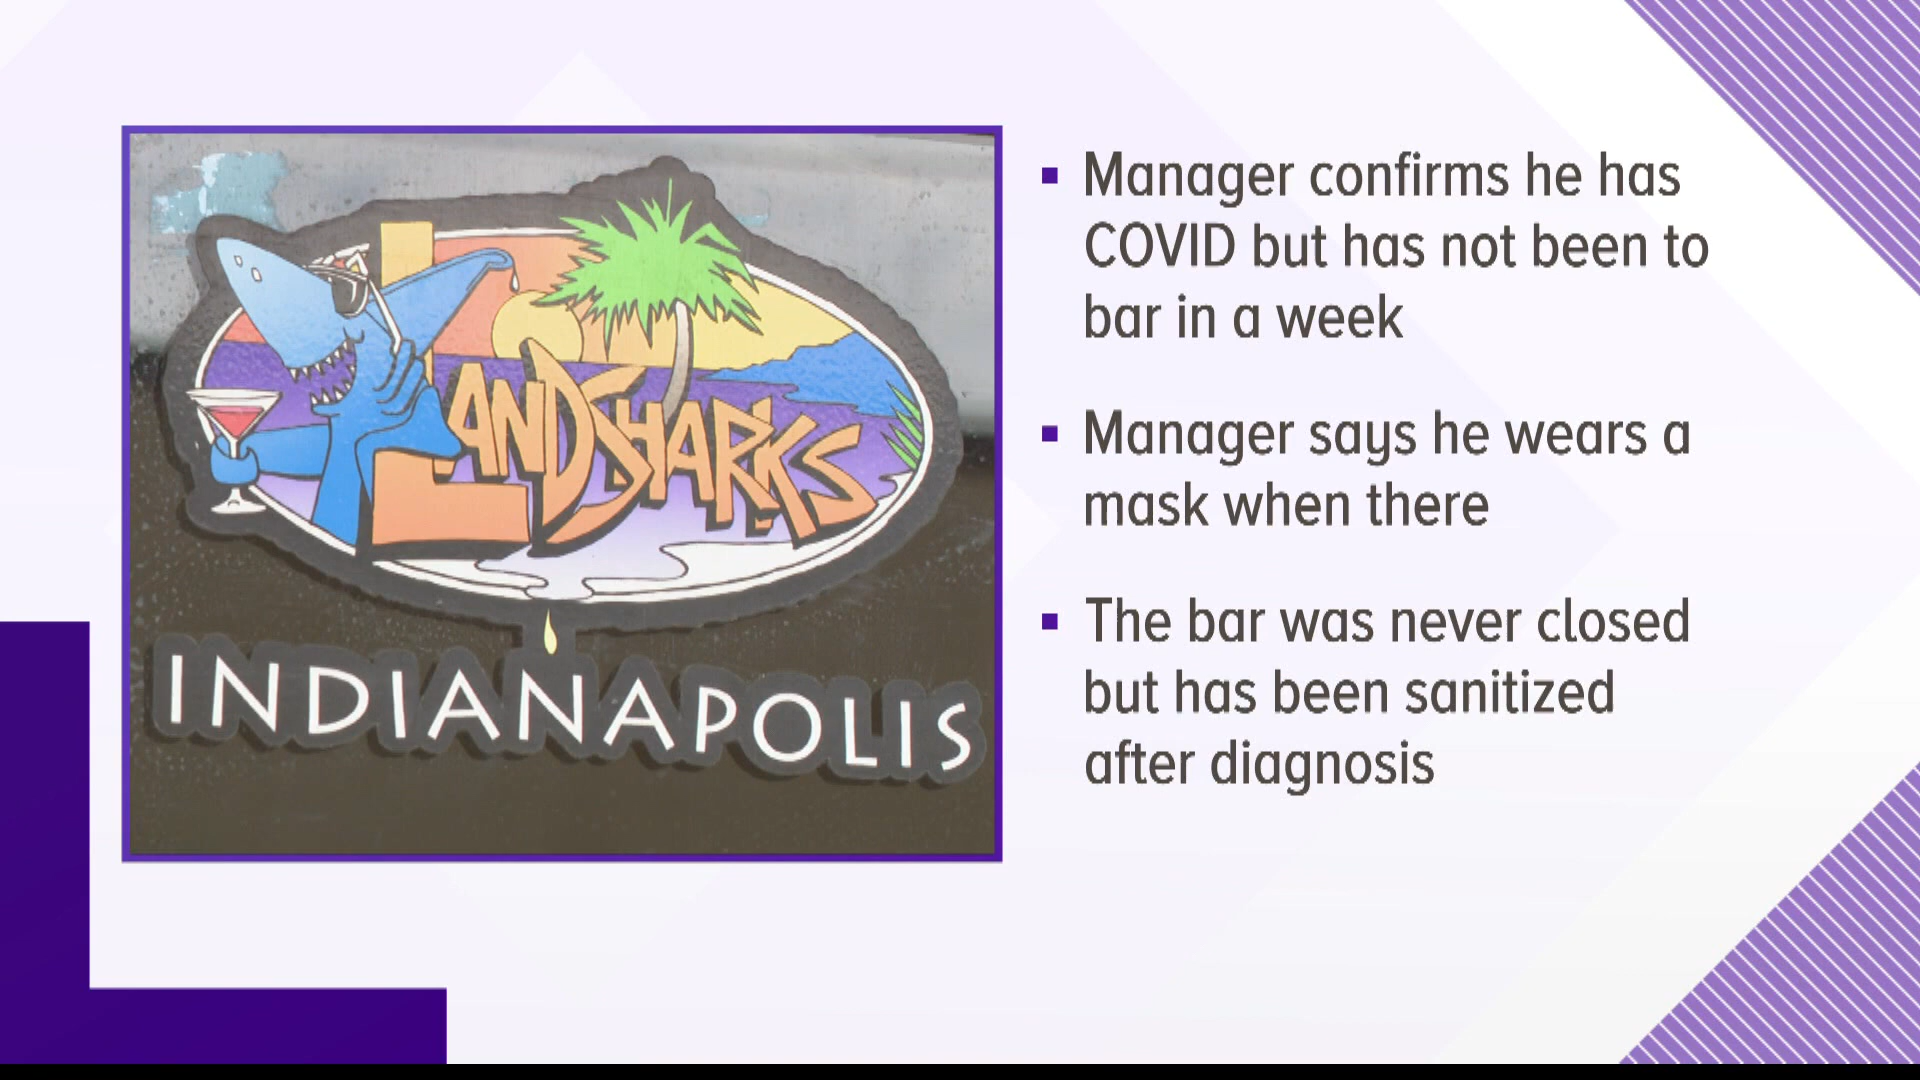 LANDSHARKS
INDIANAPOLIS
▪ Manager confirms he has
COVID but has not been to
bar in a week
▪ Manager says he wears a
mask when there
▪ The bar was never closed
but has been sanitized
after diagnosis